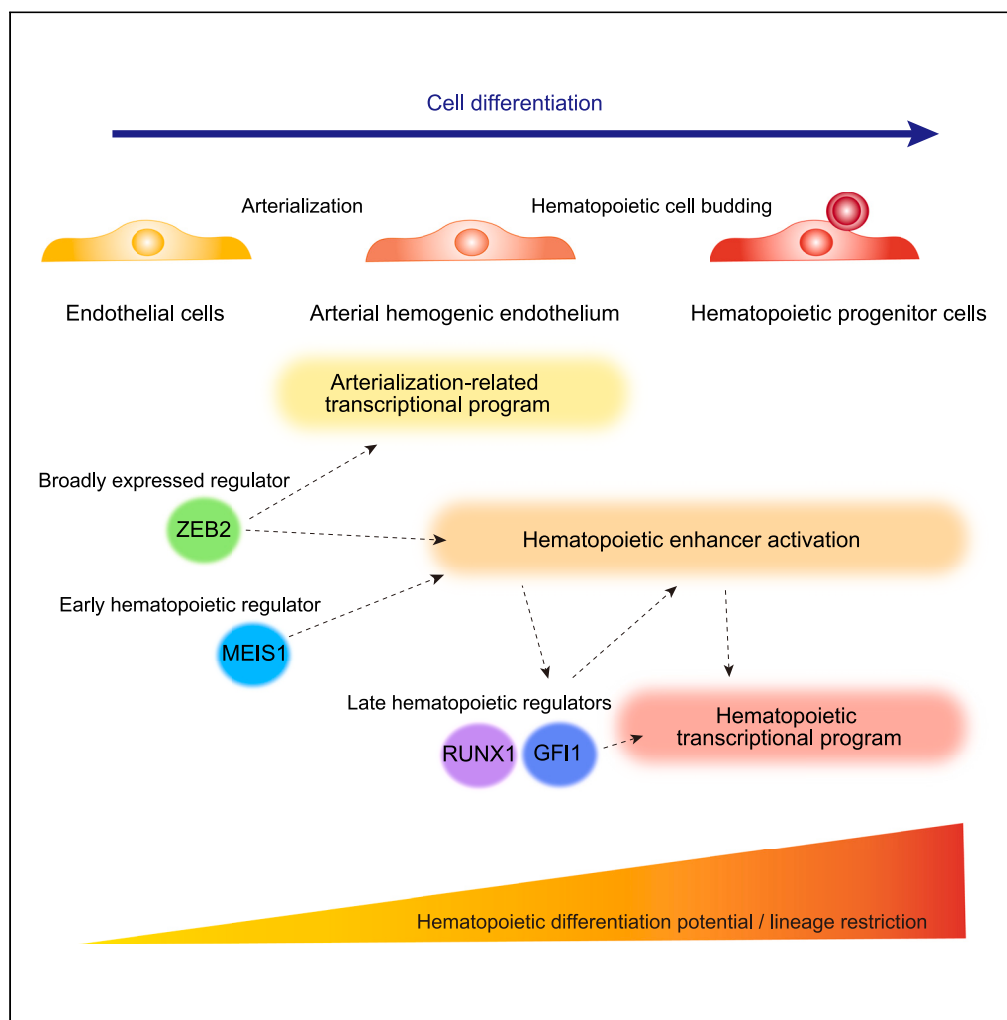 Cell differentiation
Arterialization
Hematopoietic cell budding
Endothelial cells
Arterial hemogenic endothelium
Hematopoietic progenitor cells
Arterialization-related
transcriptional program
Broadly expressed regulator
ZEB2
Hematopoietic enhancer activation
Early hematopoietic regulator
MEIS1
Late hematopoietic regulators
RUNX1
GFI1
Hematopoietic
transcriptional program
Hematopoietic differentiation potential / lineage restriction